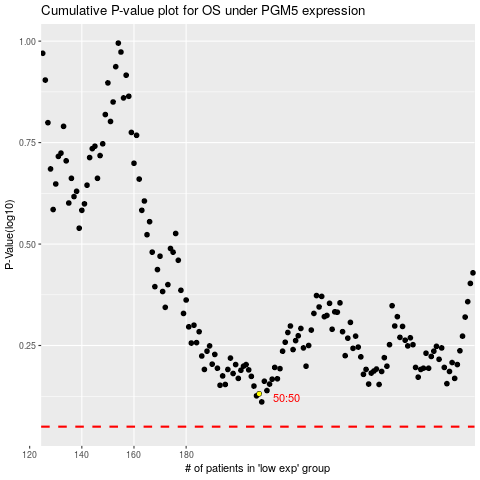 Cumulative P-value plot for OS under PGM5 expression
P-Value(log10)
1.00
0.75
0.50
0.25
50:50
120 140 160 180
# of patients in 'low exp' group